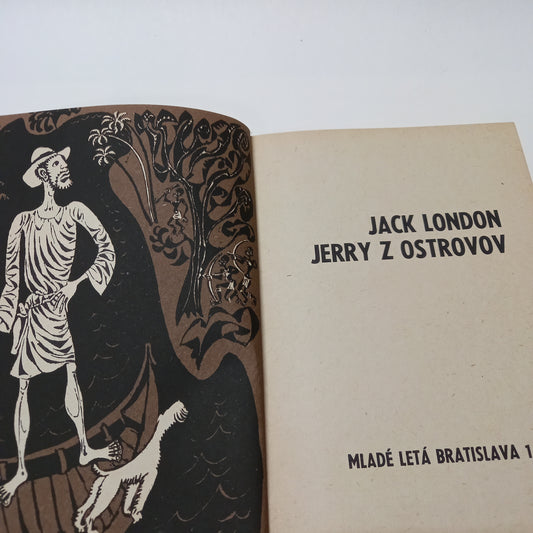 JACK LONDON
JERRY Z OSTROVOV
MLADÉ LETÁ BRATISLAVA 1